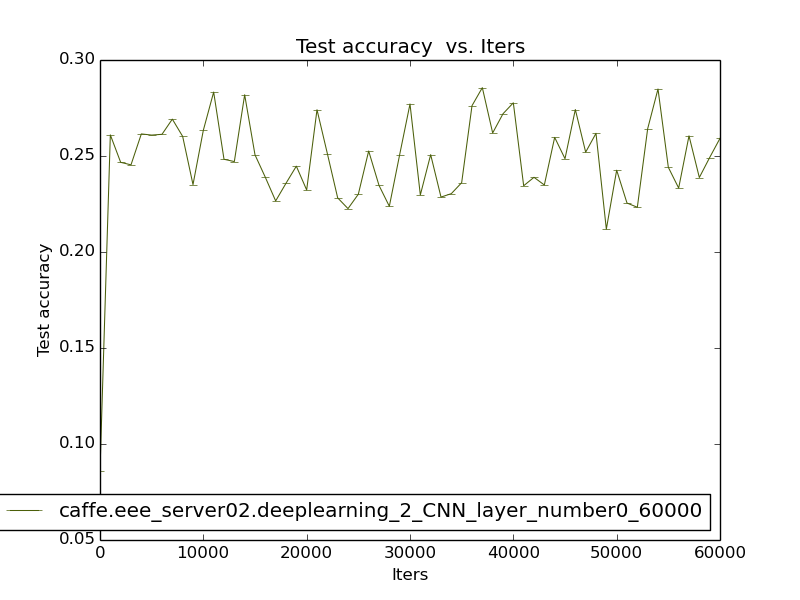 Test accuracy  vs. Iters
0.30
0.25
0.20
0.15
0.10
0.05
Test accuracy
caffe.eee_server02.deeplearning_2_CNN_layer_number0_60000
0 10000 20000 30000 40000 50000 60000
Iters